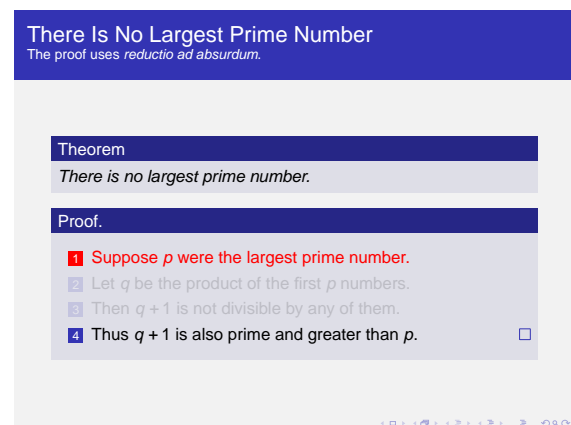 There Is No Largest Prime Number
The proof uses reductio ad absurdum.
Theorem
There is no largest prime number.
Proof.
1 Suppose p were the largest prime number.
2 Let q be the product of the first p numbers.
3 Then q + 1 is not divisible by any of them.
4 Thus q + 1 is also prime and greater than p. □